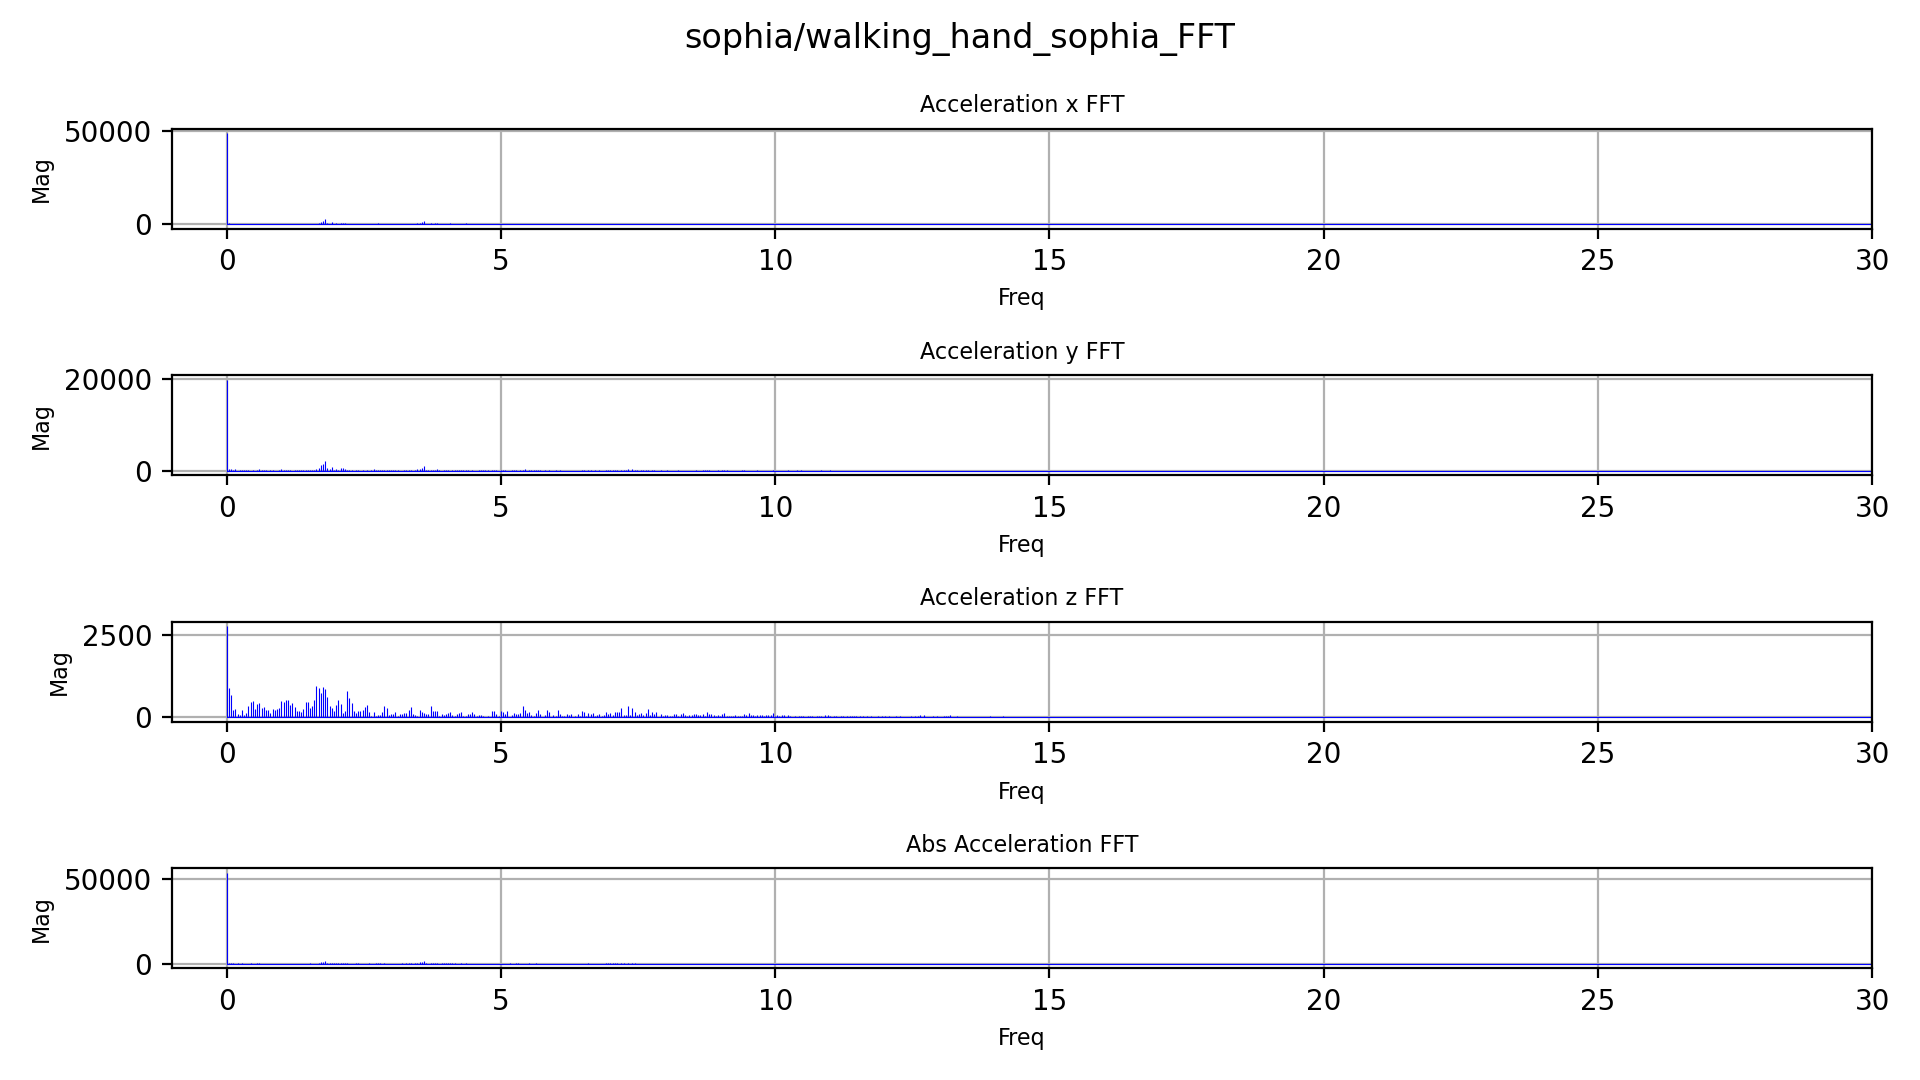 sophia/walking_hand_sophia_FFT
Acceleration x FFT
50000
Mag
0
0 5 10 15 20 25 30
Freq
Acceleration y FFT
20000
Mag
0
0 5 10 15 20 25 30
Freq
Acceleration z FFT
2500
Mag
0
0 5 10 15 20 25 30
Freq
Abs Acceleration FFT
50000
Mag
0
0 5 10 15 20 25 30
Freq